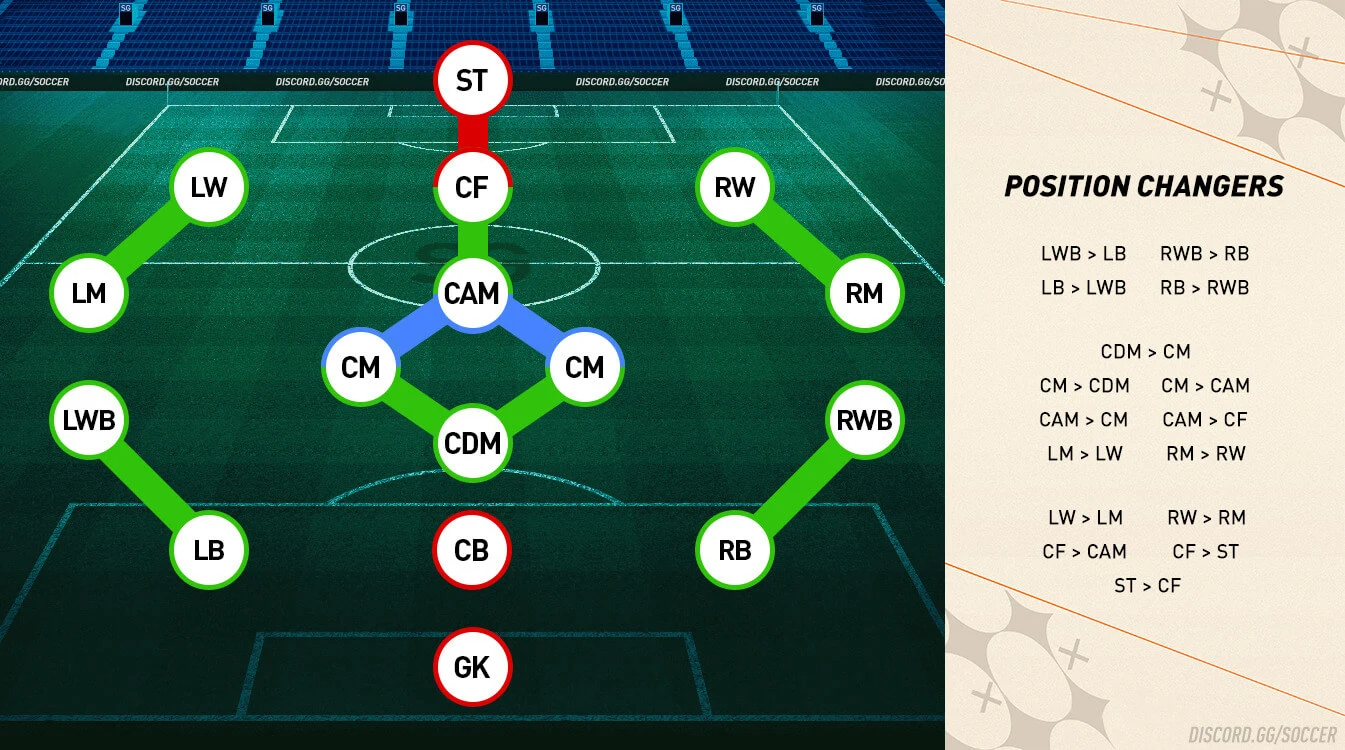 SG SG SG SG SG SG
RD.GG/SOCCER DISCORD.GG/SOCCER DISCORD.GG/SOCCER DISCORD.GG/SOCCER DISCORD.GG/SOCCER DISCORD.GG/SO
ST
LW CF RW
LM CAM RM
CM CM
LWB CDM RWB
LB CB RB
GK
SG
POSITION CHANGERS
LWB > LB RWB > RB
LB > LWB RB > RWB
CDM > CM
CM > CDM CM > CAM
CAM > CM CAM > CF
LM > LW RM > RW
LW > LM RW > RM
CF > CAM CF > ST
ST > CF
DISCORD.GG/SOCCER